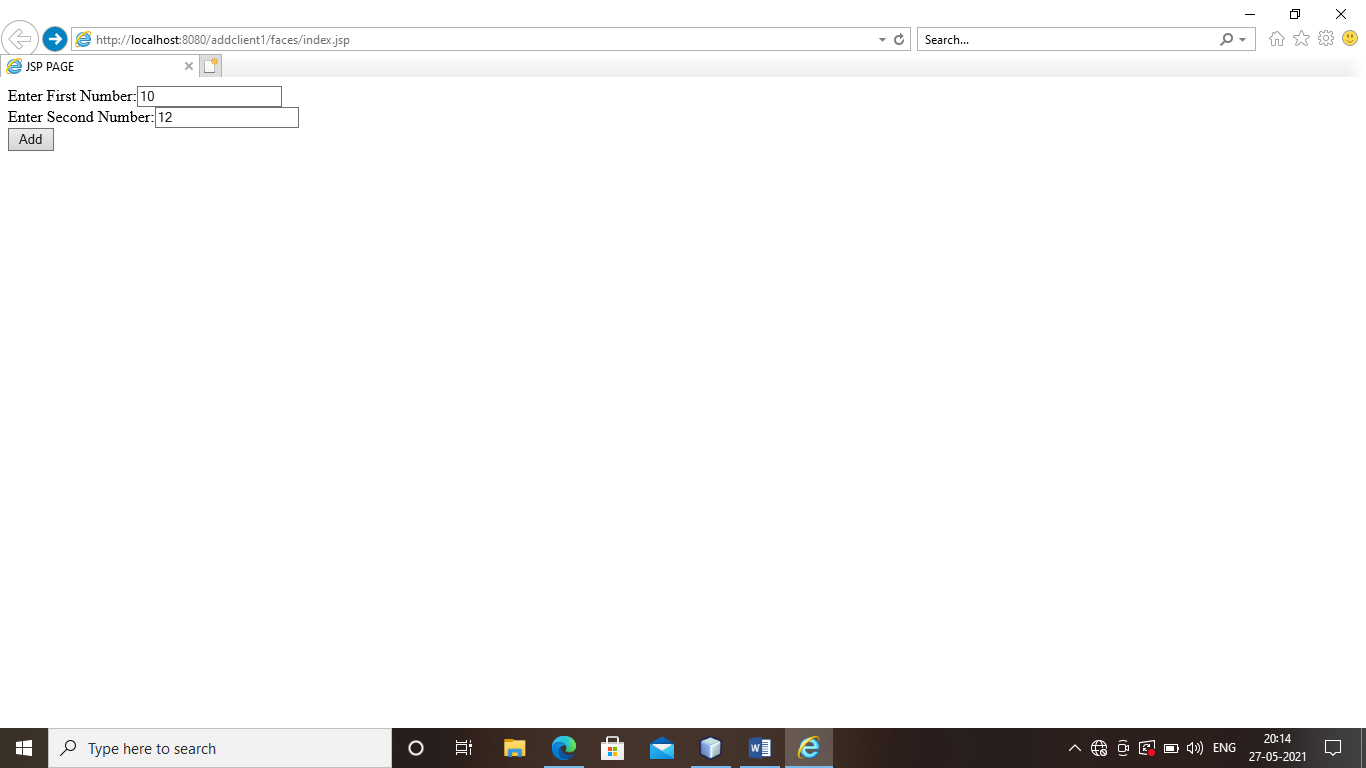 http://localhost:8080/addclient1/faces/index.jsp
Search...
JSP PAGE
Enter First Number: 10
Enter Second Number: 12
Add
Type here to search
W
ENG
20:14
27-05-2021